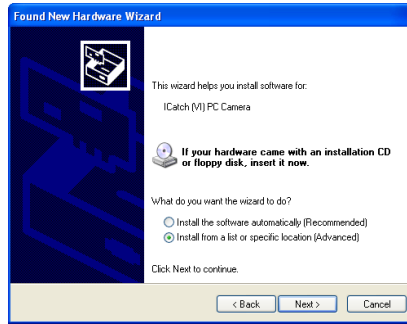 Found New Hardware Wizard
This wizard helps you install software for:
ICatch (VI) PC Camera
If your hardware came with an installation CD
or floppy disk, insert it now.
What do you want the wizard to do?
Install the software automatically (Recommended)
Install from a list or specific location (Advanced)
Click Next to continue.
< Back Next > Cancel